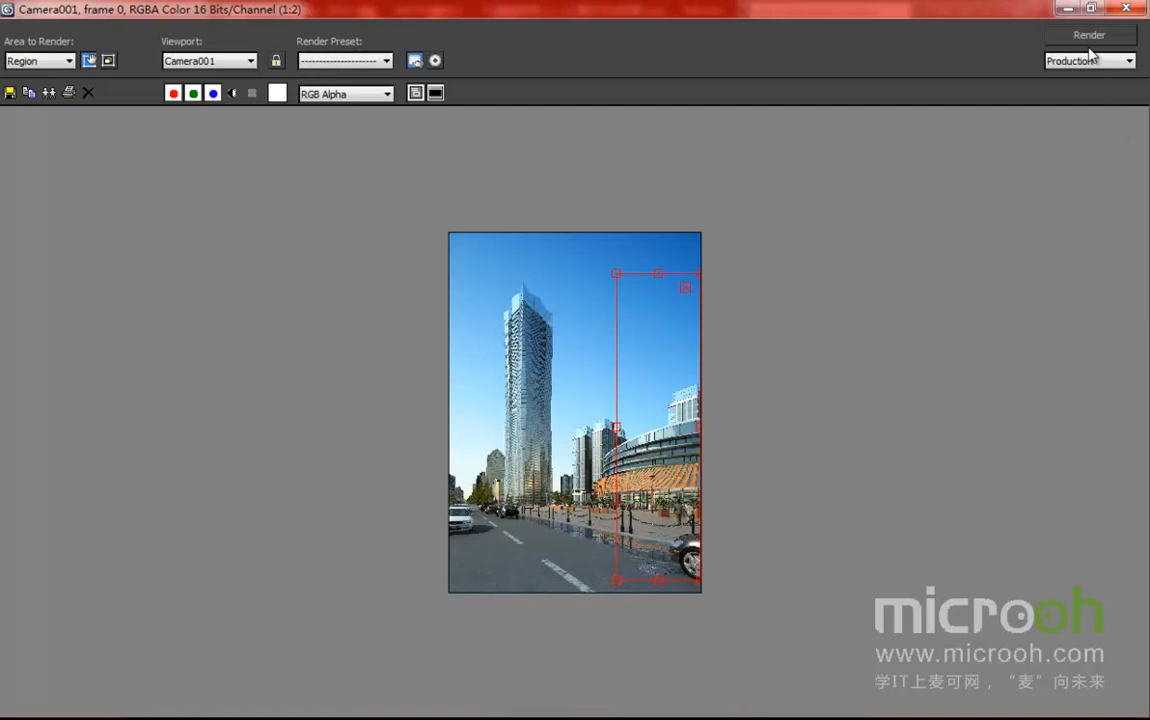 Camera001, frame 0, RGBA Color 16 Bits/Channel (1:2)
Render
Area to Render:
Viewport:
Render Preset:
Region
Camera001
Production
RGB Alpha
microoh
www.microoh.com
学IT上麦可网，“麦”向未来